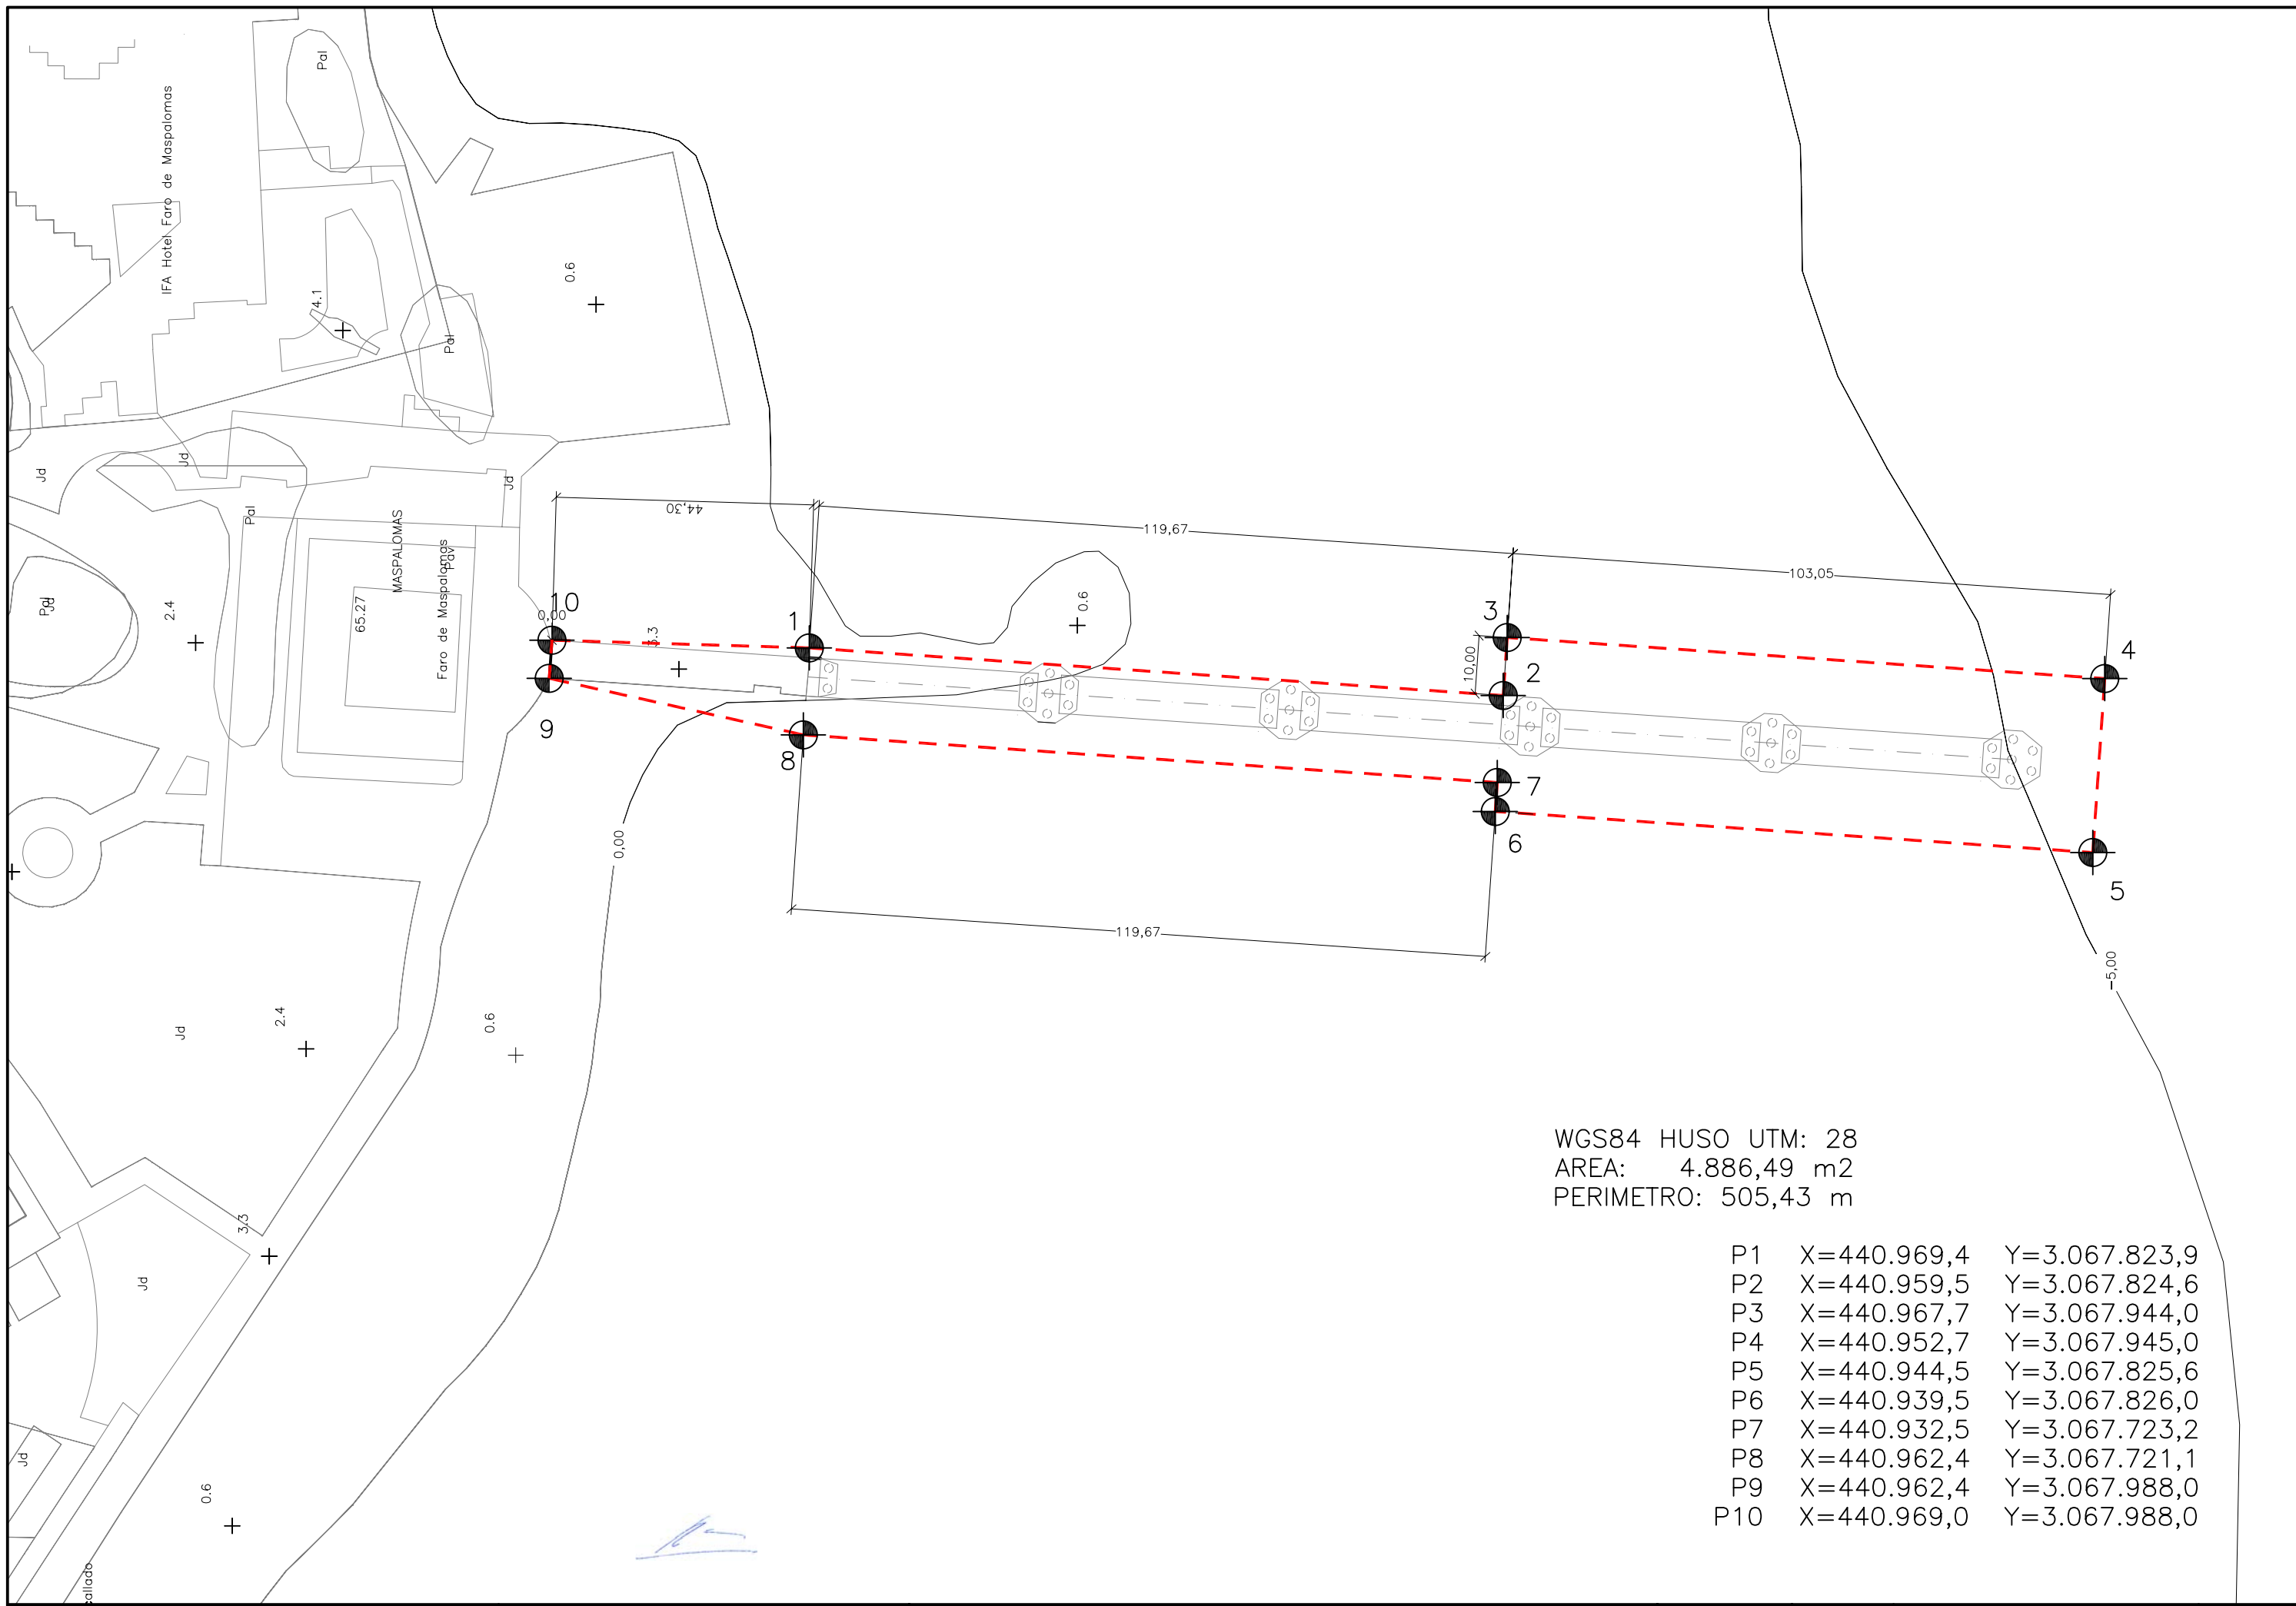 Pal
IFA Hotel Faro de Maspalomas
4.1
Pal
0.6
Jd
Jd
Jd
Pal
MASPALOMAS
Faro de Maspalomas
Pav
65.27
Pal
Jd
2.4
44,30
119,67
103,05
10
0,00
3.3
1
0.6
3
10,00
2
4
9
8
7
6
5
0,00
119,67
-5,00
Jd
2.4
0.6
3.3
Jd
Jd
0.6
callado
WGS84 HUSO UTM: 28
AREA: 4.886,49 m2
PERIMETRO: 505,43 m
P1 X=440.969,4 Y=3.067.823,9
P2 X=440.959,5 Y=3.067.824,6
P3 X=440.967,7 Y=3.067.944,0
P4 X=440.952,7 Y=3.067.945,0
P5 X=440.944,5 Y=3.067.825,6
P6 X=440.939,5 Y=3.067.826,0
P7 X=440.932,5 Y=3.067.723,2
P8 X=440.962,4 Y=3.067.721,1
P9 X=440.962,4 Y=3.067.988,0
P10 X=440.969,0 Y=3.067.988,0